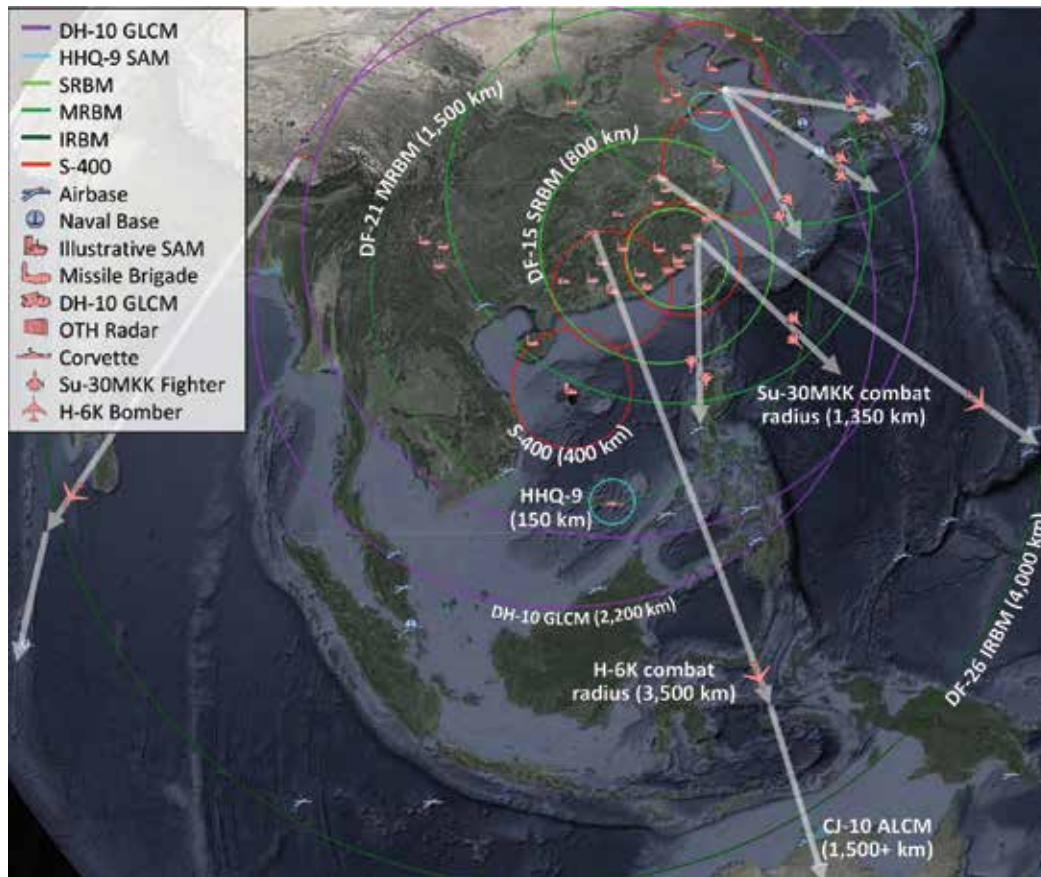 DH-10 GLCM
HHQ-9 SAM
SRBM
MRBM
IRBM
S-400
Airbase
Naval Base
Illustrative SAM
Missile Brigade
DH-10 GLCM
OTH Radar
Corvette
Su-30MKK Fighter
H-6K Bomber
DF-21 MRBM (1,500 km)
DF-15 SRBM (800 km)
Su-30MKK combat
radius (1,350 km)
S-400 (400 km)
HHQ-9
(150 km)
DH-10 GLCM (2,200 km)
H-6K combat
radius (3,500 km)
DF-26 IRBM (4,000 km)
CJ-10 ALCM
(1,500+ km)